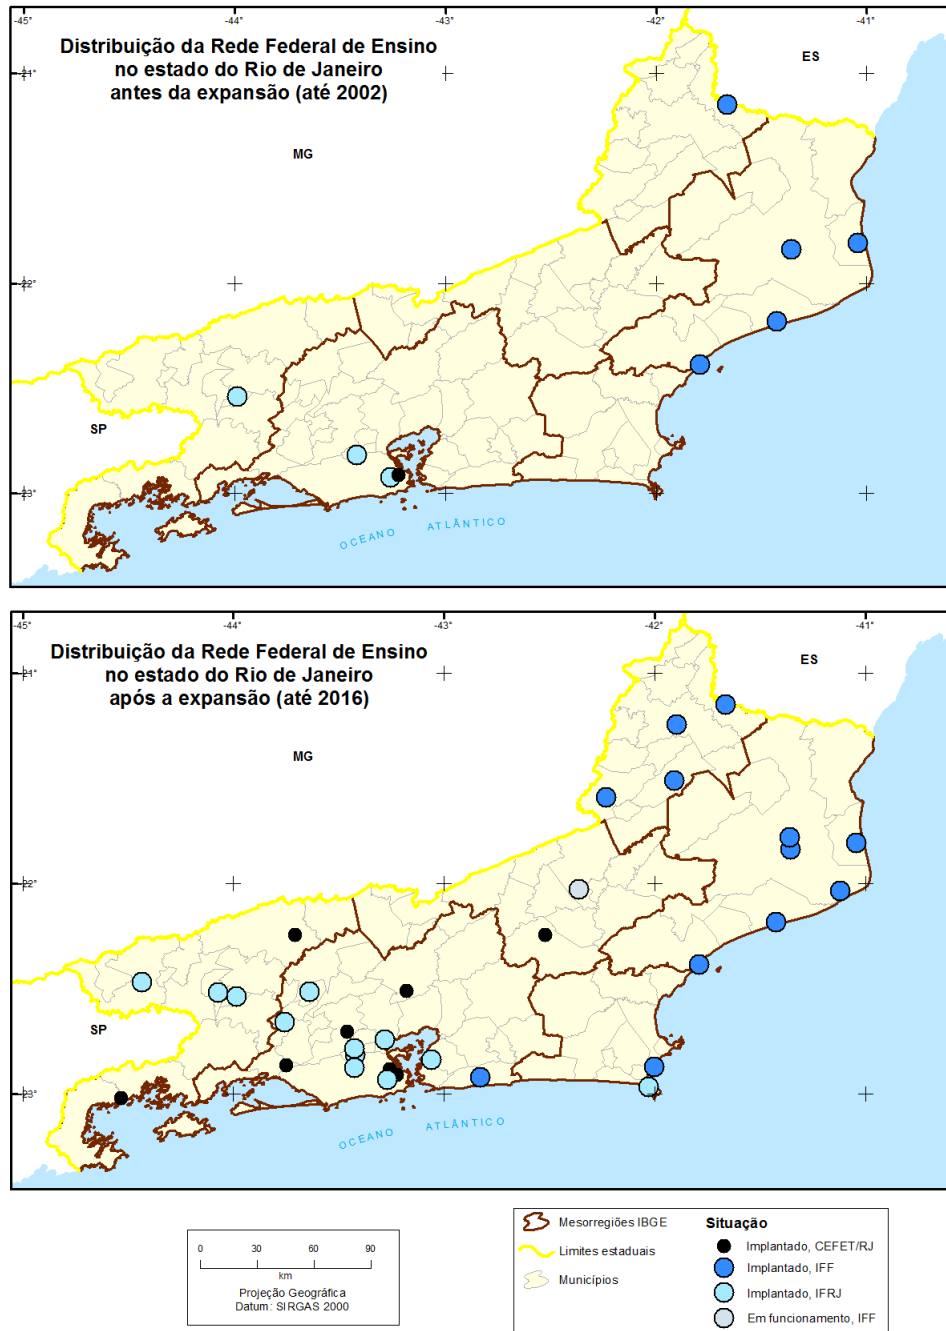 -45°
-44°
-43°
-42°
-41°
Distribuição da Rede Federal de Ensino
no estado do Rio de Janeiro
antes da expansão (até 2002)
ES
-21°
MG
-22°
SP
-23°
OCEANO ATLÂNTICO
-45°
-44°
-43°
-42°
-41°
Distribuição da Rede Federal de Ensino
no estado do Rio de Janeiro
após a expansão (até 2016)
ES
-21°
MG
-22°
SP
-23°
OCEANO ATLÂNTICO
0 30 60 90
km
Projeção Geográfica
Datum: SIRGAS 2000
Mesorregiões IBGE
Limites estaduais
Municípios
Situação
Implantado, CEFET/RJ
Implantado, IFF
Implantado, IFRJ
Em funcionamento, IFF